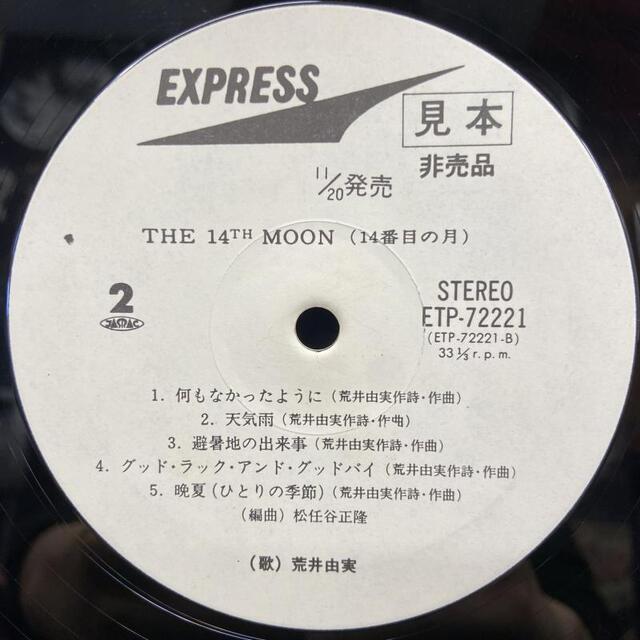 EXPRESS
見本
非売品
11/20発売
THE 14TH MOON (14番目の月)
2
JASRAC
STEREO
ETP-72221
(ETP-72221-B)
33⅓ r.p.m.
1. 何もなかったように (荒井由実作詩・作曲)
2. 天気雨 (荒井由実作詩・作曲)
3. 避暑地の出来事 (荒井由実作詩・作曲)
4. グッド・ラック・アンド・グッドバイ (荒井由実作詩・作曲)
5. 晩夏 (ひとりの季節) (荒井由実作詩・作曲)
(編曲) 松任谷正隆
(歌) 荒井由実